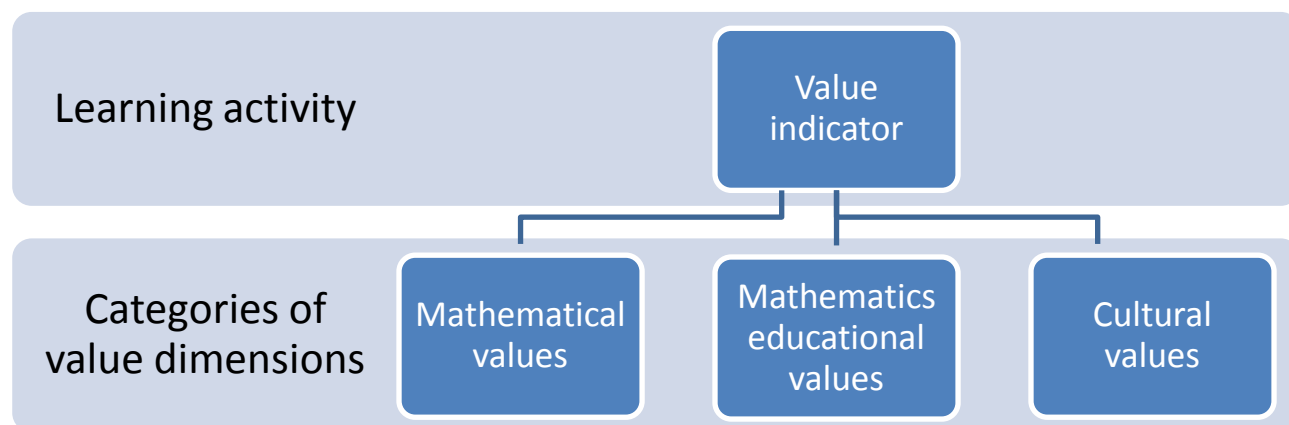 Learning activity
Value
indicator
Categories of
value dimensions
Mathematical
values
Mathematics
educational
values
Cultural
values